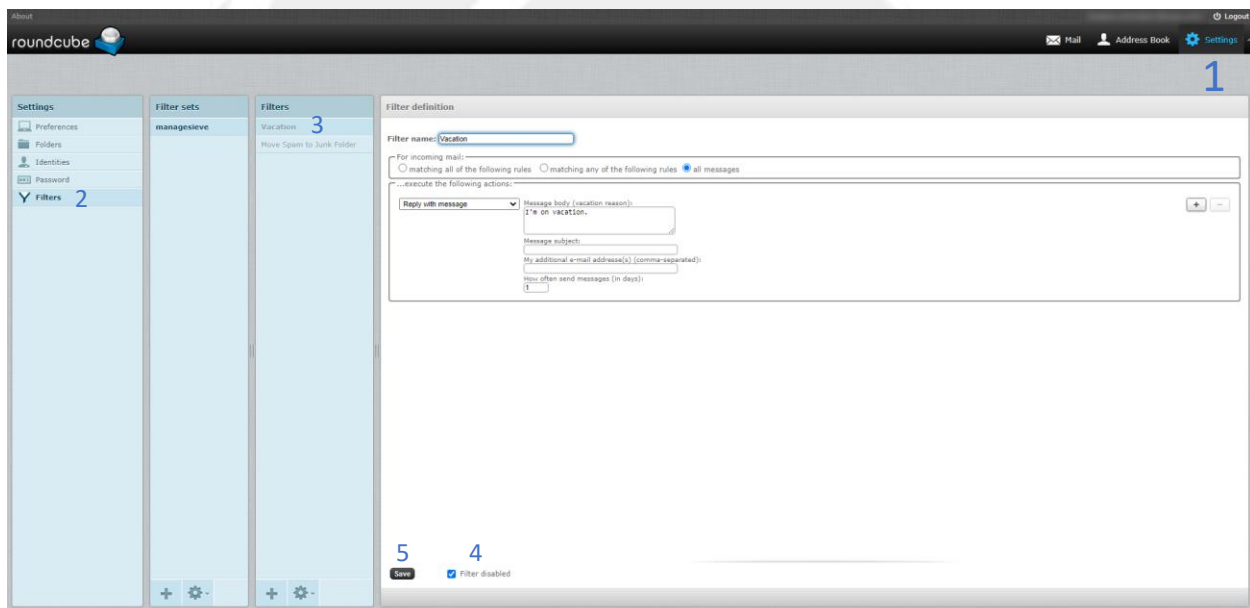 About
Logout
roundcube
Mail Address Book Settings
1
Settings
Preferences
Folders
Identities
Password
Filters 2
Filter sets
managesieve
Filters
Vacation 3
Move Spam to Junk Folder
Filter definition
Filter name: Vacation
For incoming mail:
matching all of the following rules matching any of the following rules all messages
...execute the following actions:
Reply with message
Message body (vacation reason):
I'm on vacation.
Message subject:
My additional e-mail addresse(s) (comma-separated):
How often send messages (in days):
1
5 4
Save Filter disabled